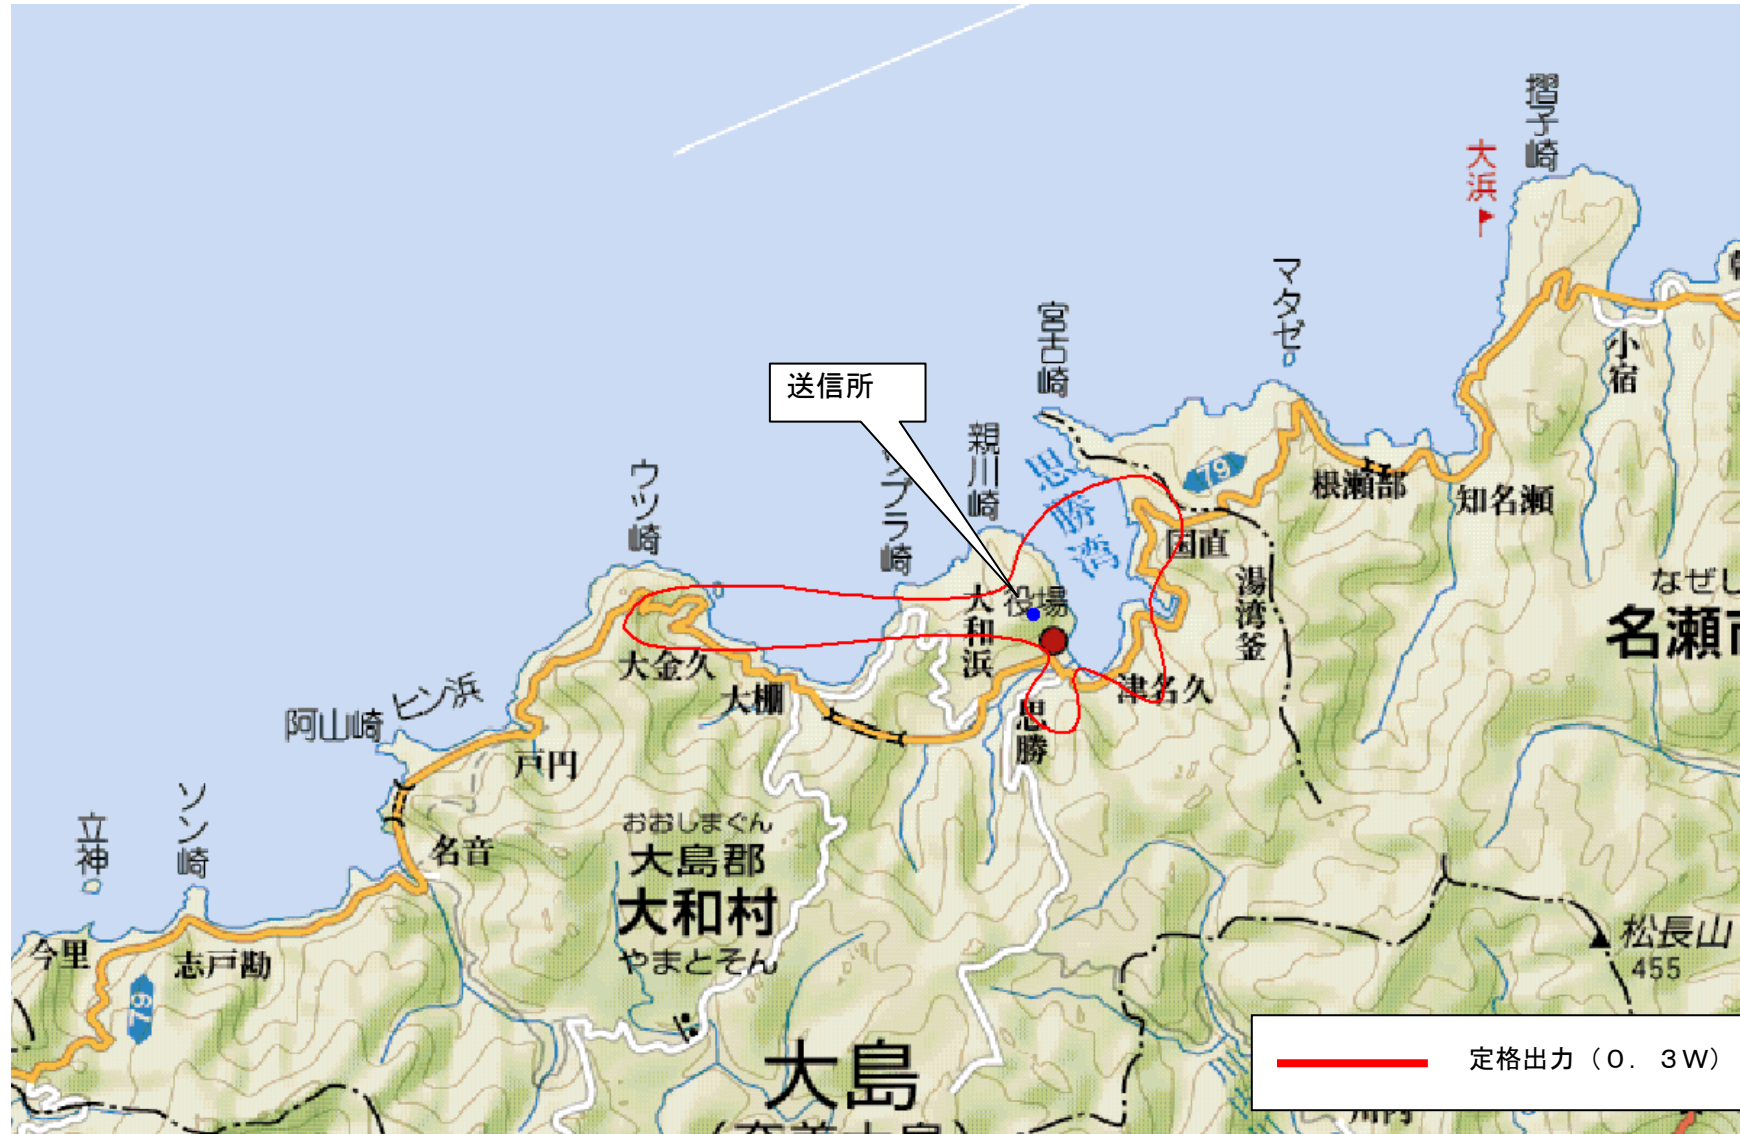 摺子崎
大浜
マタゼ
宮古崎
小宿
送信所
親川崎
思勝湾
79
ウツ崎
プラ崎
根瀬部
知名瀬
国直
湯湾釜
なぜし
名瀬市
役場
大和浜
大金久
大棚
津名久
思勝
ヒン浜
阿山崎
戸円
ソン崎
立神
名音
おおしまぐん
大島郡
大和村
やまとそん
今里
志戸勘
79
松長山
455
大島
(奄美大島)
定格出力(0.3W)